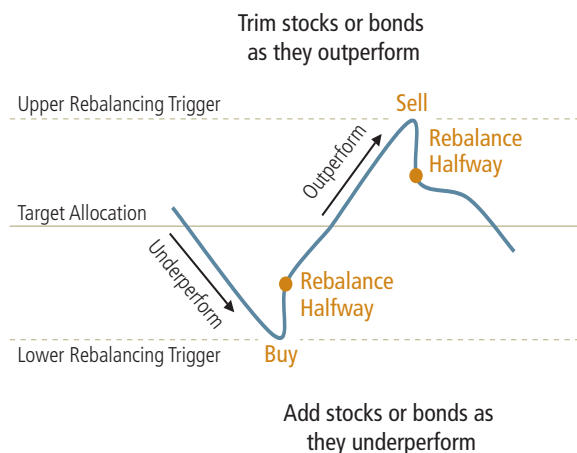 Trim stocks or bonds
as they outperform
Upper Rebalancing Trigger
Sell
Rebalance
Halfway
Outperform
Target Allocation
Underperform
Rebalance
Halfway
Lower Rebalancing Trigger
Buy
Add stocks or bonds as
they underperform